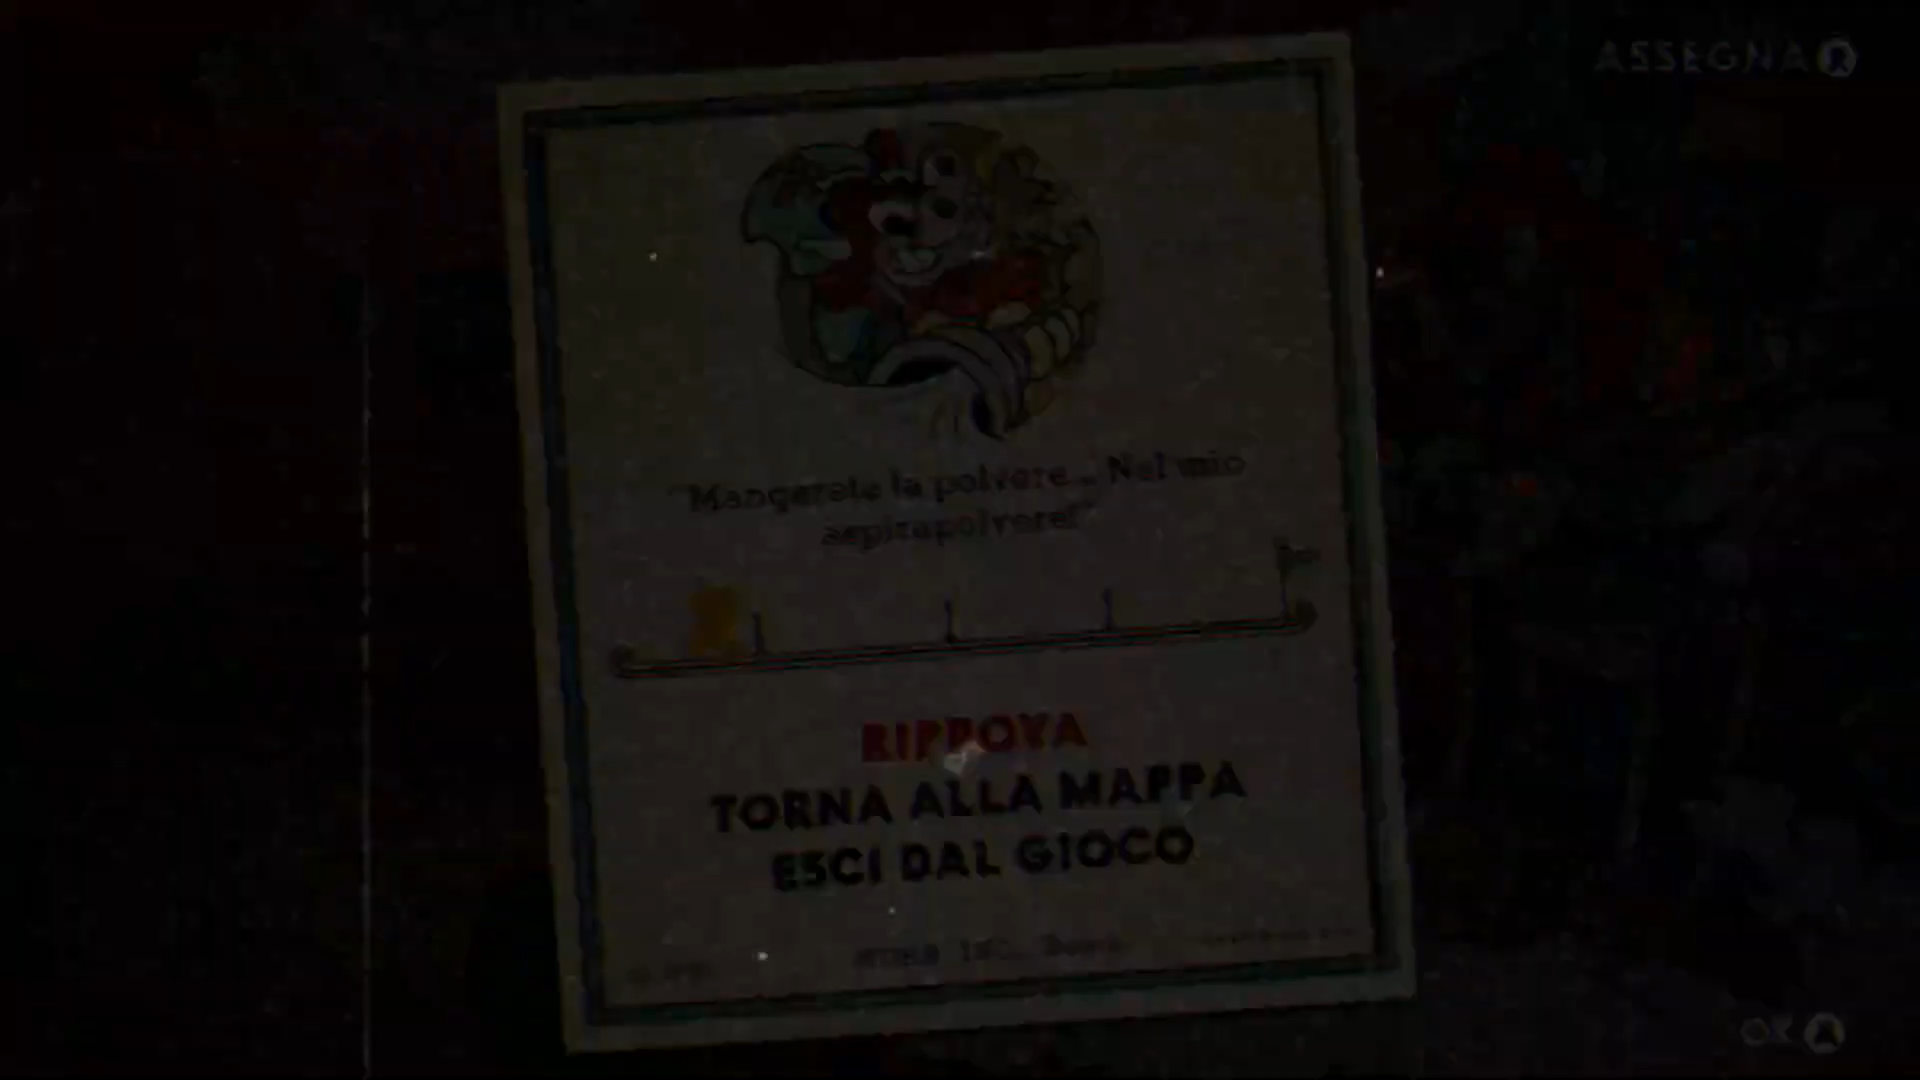 ASSEGNA
"Mangerete la polvere... Nel mio
aspirapolvere!"
RIPROVA
TORNA ALLA MAPPA
ESCI DAL GIOCO
OK A